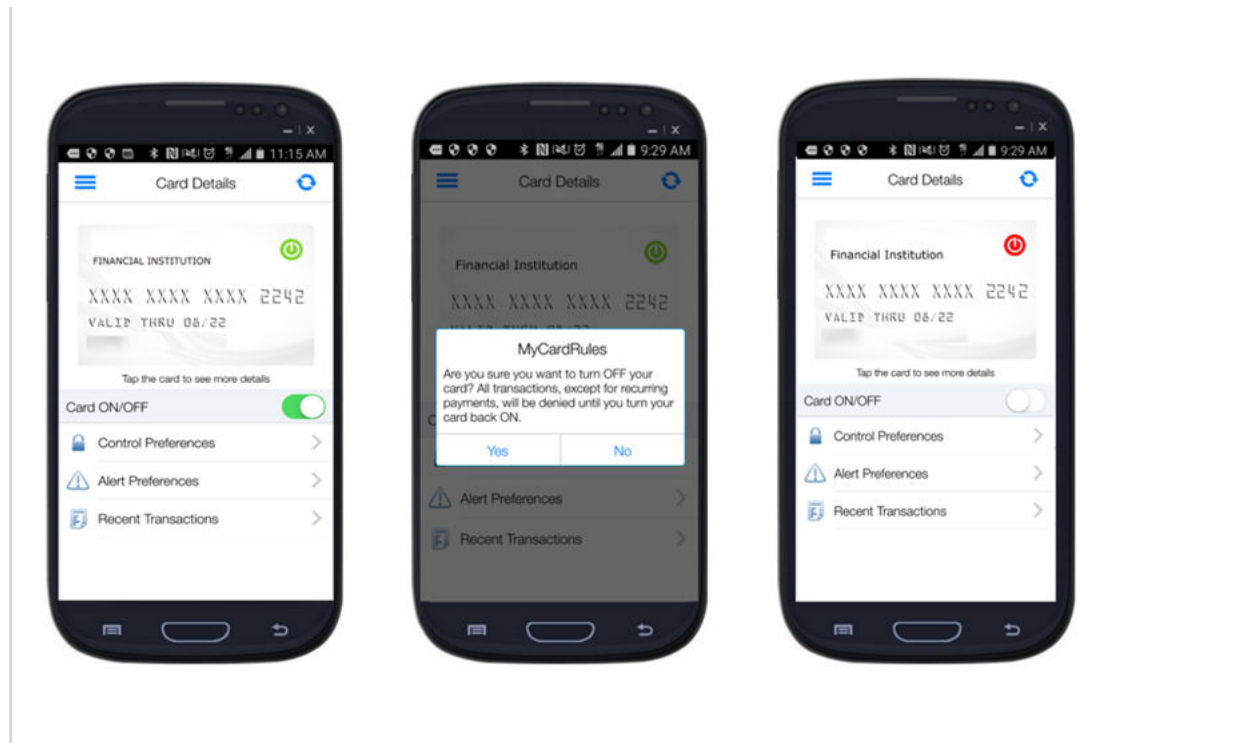 11:15 AM
Card Details
FINANCIAL INSTITUTION
XXXX XXXX XXXX 2242
VALID THRU 08/22
Tap the card to see more details
Card ON/OFF
Control Preferences
Alert Preferences
Recent Transactions
9:29 AM
Card Details
Financial Institution
XXXX XXXX XXXX 2242
MyCardRules
Are you sure you want to turn OFF your
card? All transactions, except for recurring
payments, will be denied until you turn your
card back ON.
Yes No
Alert Preferences
Recent Transactions
9:29 AM
Card Details
Financial Institution
XXXX XXXX XXXX 2242
VALID THRU 08/22
Tap the card to see more details
Card ON/OFF
Control Preferences
Alert Preferences
Recent Transactions